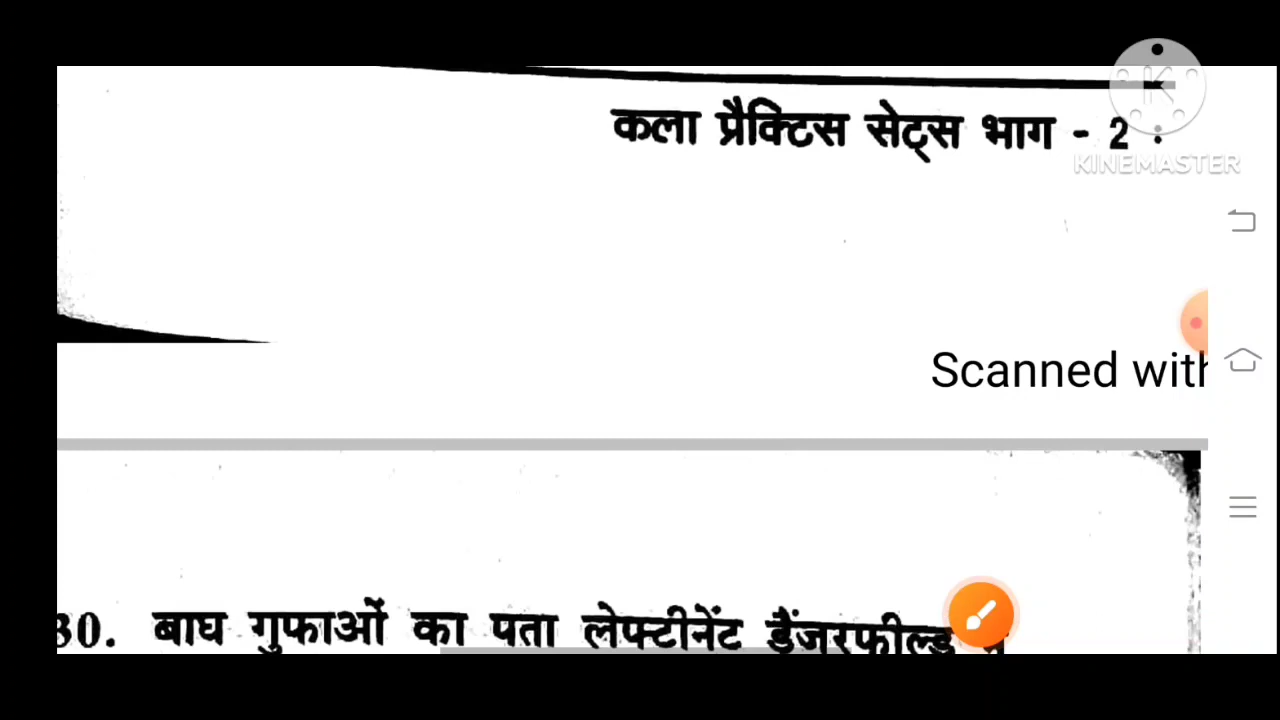 कला प्रैक्टिस सेट्स भाग - 2 :
KINEMASTER
Scanned with
30. बाघ गुफाओं का पता लेफ्टीनेंट डैंजरफील्ड